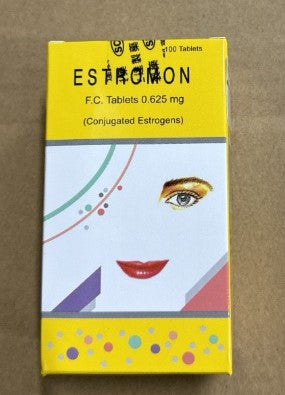 100 Tablets
ESTROMON
F.C. Tablets 0.625 mg
(Conjugated Estrogens)